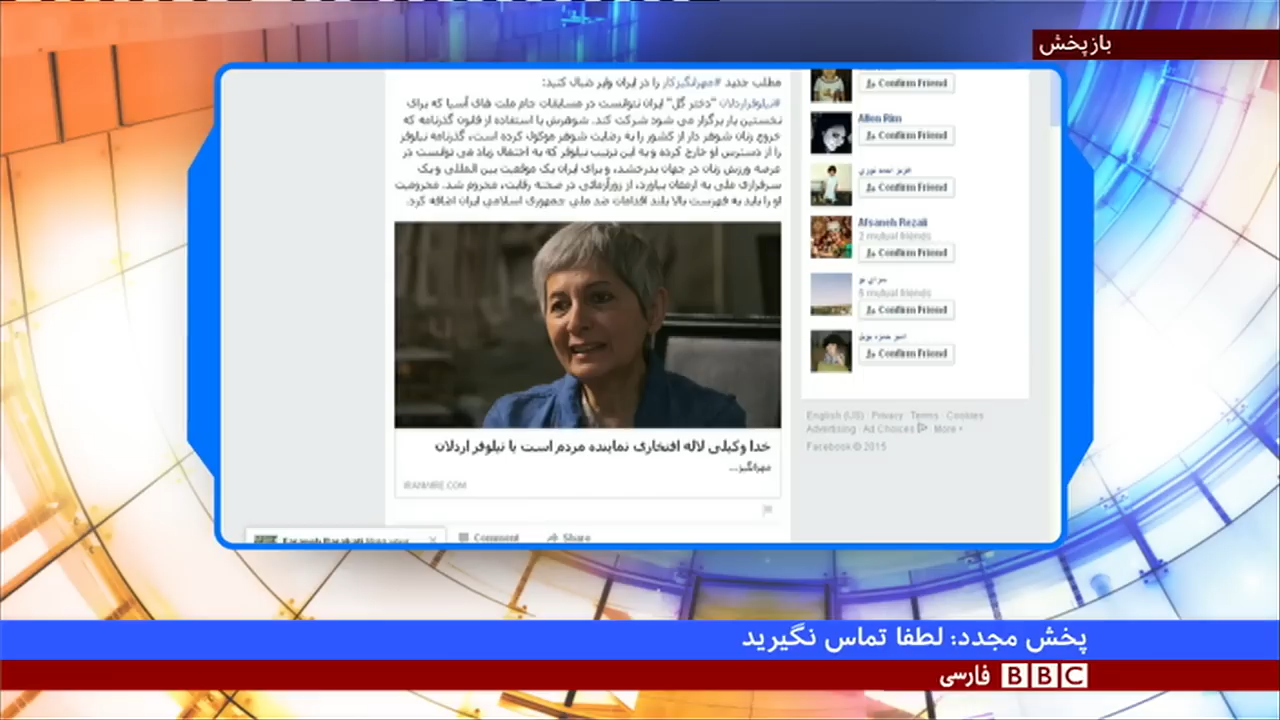 بازپخش
مطلب جدید #مهرانگیزکار را در ایران وایر دنبال کنید:
#نیلوفراردلان "دختر گل" ایران نتوانست در مسابقات جام ملت های آسیا که برای
نخستین بار برگزار می شود شرکت کند. شوهرش با استفاده از قانون گذرنامه که
خروج زنان شوهر دار از کشور را به رضایت شوهر موکول کرده است، گذرنامه نیلوفر
را از دسترس او خارج کرده و به این ترتیب نیلوفر که به احتمال زیاد می توانست در
عرصه ورزش زنان در جهان بدرخشد، و برای ایران یک موقعیت بین المللی و یک
سرفرازی ملی به ارمغان بیاورد، از زورآزمائی در صحنه رقابت، محروم شد. محرومیت
او را باید به فهرست بالا بلند اقدامات ضد ملی جمهوری اسلامی ایران اضافه کرد.
خدا وکیلی لاله افتخاری نماینده مردم است یا نیلوفر اردلان
مهرانگیز...
IRANWIRE.COM
Comment Share
Confirm Friend
Allen Rim
Confirm Friend
عزیز احمد نوری
Confirm Friend
Afsaneh Rezaii
2 mutual friends
Confirm Friend
6 mutual friends
Confirm Friend
Confirm Friend
English (US) · Privacy · Terms · Cookies
Advertising · Ad Choices · More
Facebook © 2015
پخش مجدد: لطفا تماس نگیرید
BBC فارسی